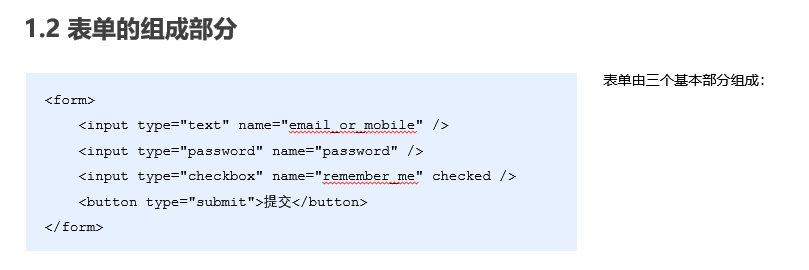 1.2 表单的组成部分
<form>
<input type="text" name="email_or_mobile" />
<input type="password" name="password" />
<input type="checkbox" name="remember_me" checked />
<button type="submit">提交</button>
</form>
表单由三个基本部分组成：